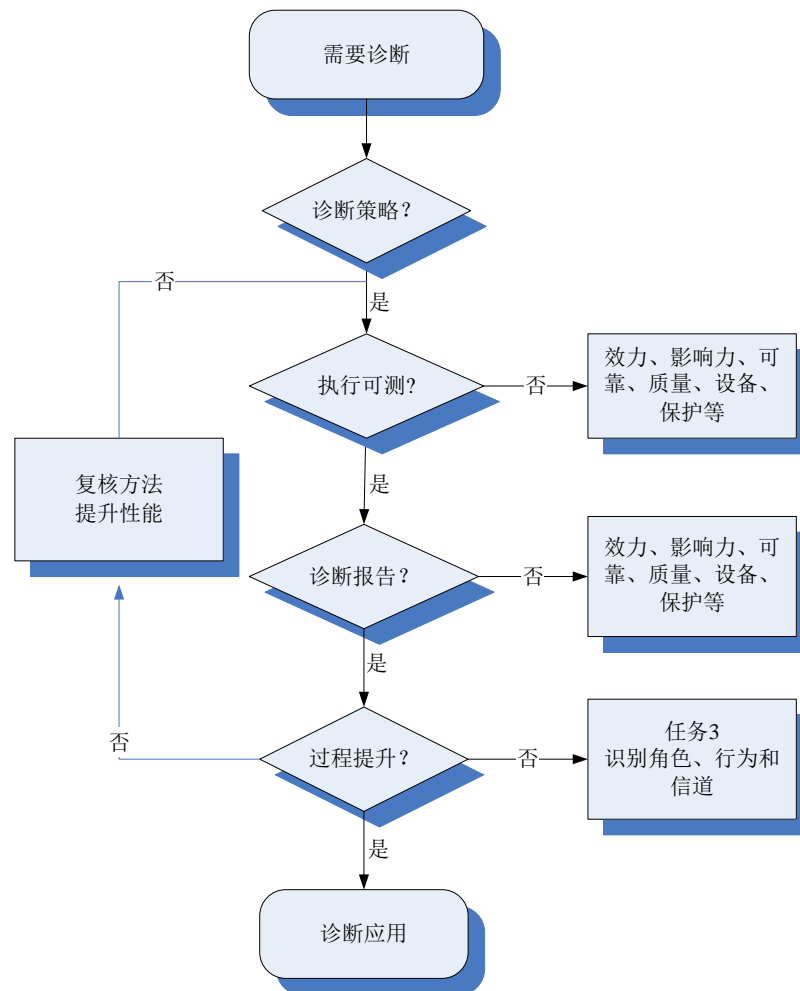 需要诊断
诊断策略？
否
是
执行可测？
否
效力、影响力、可
靠、质量、设备、
保护等
复核方法
提升性能
是
诊断报告？
否
效力、影响力、可
靠、质量、设备、
保护等
是
否
过程提升？
否
任务3
识别角色、行为和
信道
是
诊断应用